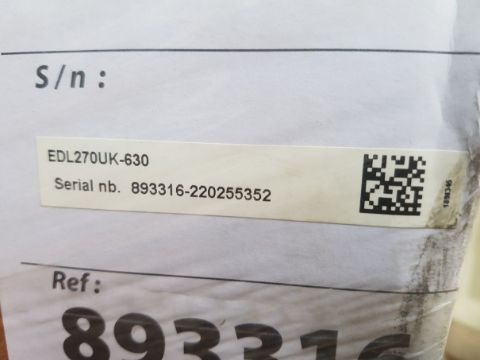 S/n :
EDL270UK-630
Serial nb. 893316-220255352
Ref :
893316